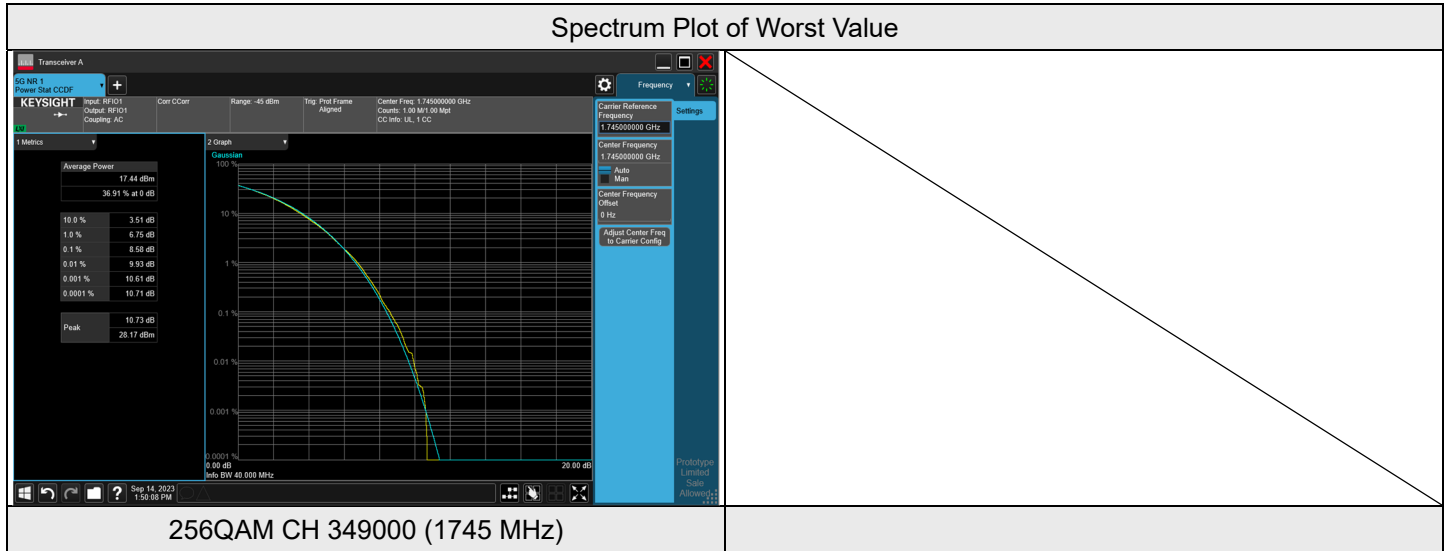 Spectrum Plot of Worst Value
Transceiver A
5G NR 1
Power Stat CCDF
+
Frequency
KEYSIGHT
LU
Input: RFIO1
Output: RFIO1
Coupling: AC
Corr CCorr
Range: -45 dBm
Trig: Prot Frame
Aligned
Center Freq: 1.745000000 GHz
Counts: 1.00 M/1.00 Mpt
CC Info: UL, 1 CC
Carrier Reference
Frequency
1.745000000 GHz
Settings
Center Frequency
1.745000000 GHz
Auto
Man
Center Frequency
Offset
0 Hz
Adjust Center Freq
to Carrier Config
1 Metrics
Average Power
17.44 dBm
36.91 % at 0 dB
10.0 % 3.51 dB
1.0 % 6.75 dB
0.1 % 8.58 dB
0.01 % 9.93 dB
0.001 % 10.61 dB
0.0001 % 10.71 dB
Peak
10.73 dB
28.17 dBm
2 Graph
Gaussian
100 %
10 %
1 %
0.1 %
0.01 %
0.001 %
0.0001 %
0.00 dB 20.00 dB
Info BW 40.000 MHz
Prototype
Limited
Sale
Allowed
?
Sep 14, 2023
1:50:08 PM
256QAM CH 349000 (1745 MHz)